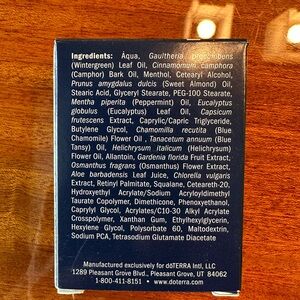 Ingredients: Aqua, Gaultheria procumbens
(Wintergreen) Leaf Oil, Cinnamomum camphora
(Camphor) Bark Oil, Menthol, Cetearyl Alcohol,
Prunus amygdalus dulcis (Sweet Almond) Oil,
Stearic Acid, Glyceryl Stearate, PEG-100 Stearate,
Mentha piperita (Peppermint) Oil, Eucalyptus
globulus (Eucalyptus) Leaf Oil, Capsicum
frutescens Extract, Caprylic/Capric Triglyceride,
Butylene Glycol, Chamomilla recutita (Blue
Chamomile) Flower Oil , Tanacetum annuum (Blue
Tansy) Oil, Helichrysum italicum (Helichrysum)
Flower Oil, Allantoin, Gardenia florida Fruit Extract,
Osmanthus fragrans (Osmanthus) Flower Extract,
Aloe barbadensis Leaf Juice, Chlorella vulgaris
Extract, Retinyl Palmitate, Squalane, Ceteareth-20,
Hydroxyethyl Acrylate/Sodium Acryloyldimethyl
Taurate Copolymer, Dimethicone, Phenoxyethanol,
Caprylyl Glycol, Acrylates/C10-30 Alkyl Acrylate
Crosspolymer, Xanthan Gum, Ethylhexylglycerin,
Hexylene Glycol, Polysorbate 60, Maltodextrin,
Sodium PCA, Tetrasodium Glutamate Diacetate
Manufactured exclusively for dōTERRA Intl, LLC
1289 Pleasant Grove Blvd., Pleasant Grove, UT 84062
1-800-411-8151 • www.doterra.com